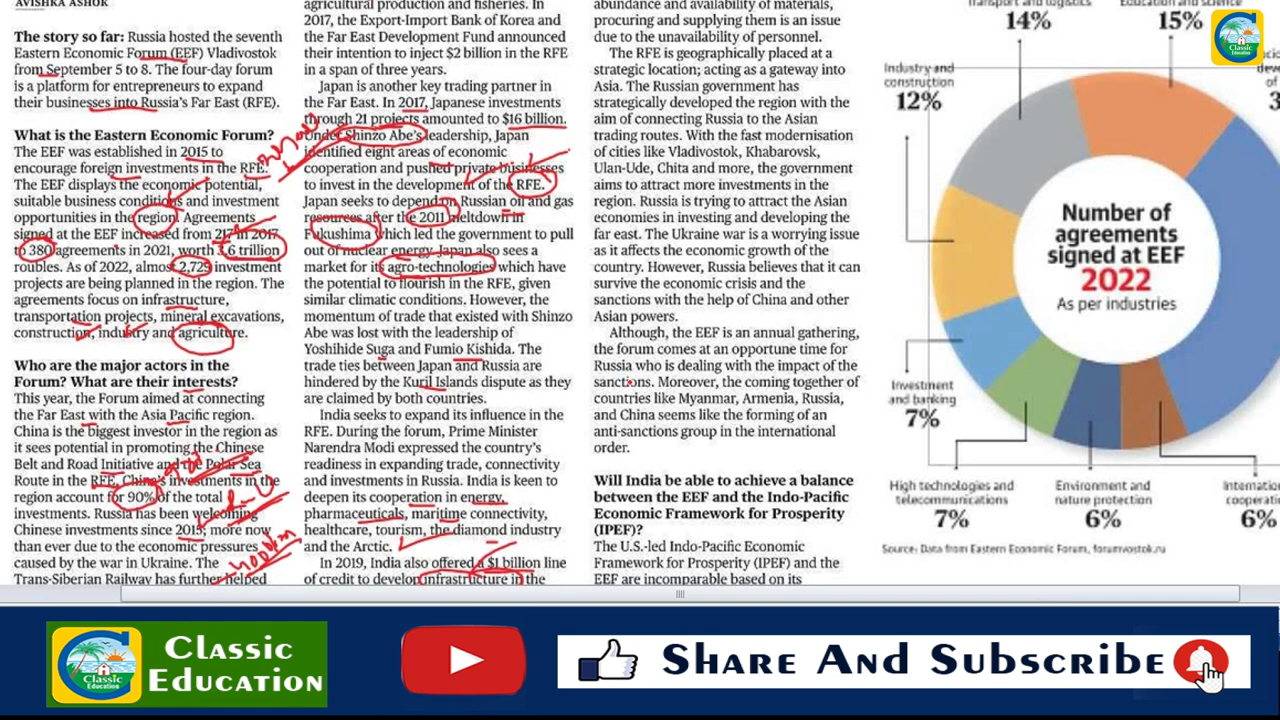 AVISHKA ASHOK
The story so far: Russia hosted the seventh
Eastern Economic Forum (EEF) Vladivostok
from September 5 to 8. The four-day forum
is a platform for entrepreneurs to expand
their businesses into Russia's Far East (RFE).
What is the Eastern Economic Forum?
The EEF was established in 2015 to
encourage foreign investments in the RFE.
The EEF displays the economic potential,
suitable business conditions and investment
opportunities in the region. Agreements
signed at the EEF increased from 217 in 2017
to 380 agreements in 2021, worth 3.6 trillion
roubles. As of 2022, almost 2,729 investment
projects are being planned in the region. The
agreements focus on infrastructure,
transportation projects, mineral excavations,
construction, industry and agriculture.
Who are the major actors in the
Forum? What are their interests?
This year, the Forum aimed at connecting
the Far East with the Asia Pacific region.
China is the biggest investor in the region as
it sees potential in promoting the Chinese
Belt and Road Initiative and the Polar Sea
Route in the RFE. China's investments in the
region account for 90% of the total
investments. Russia has been welcoming
Chinese investments since 2015; more now
than ever due to the economic pressures
caused by the war in Ukraine. The
Trans-Siberian Railway has further helped
agricultural production and fisheries. In
2017, the Export-Import Bank of Korea and
the Far East Development Fund announced
their intention to inject $2 billion in the RFE
in a span of three years.
Japan is another key trading partner in
the Far East. In 2017, Japanese investments
through 21 projects amounted to $16 billion.
Under Shinzo Abe's leadership, Japan
identified eight areas of economic
cooperation and pushed private businesses
to invest in the development of the RFE.
Japan seeks to depend on Russian oil and gas
resources after the 2011 meltdown in
Fukushima which led the government to pull
out of nuclear energy. Japan also sees a
market for its agro-technologies which have
the potential to flourish in the RFE, given
similar climatic conditions. However, the
momentum of trade that existed with Shinzo
Abe was lost with the leadership of
Yoshihide Suga and Fumio Kishida. The
trade ties between Japan and Russia are
hindered by the Kuril Islands dispute as they
are claimed by both countries.
India seeks to expand its influence in the
RFE. During the forum, Prime Minister
Narendra Modi expressed the country's
readiness in expanding trade, connectivity
and investments in Russia. India is keen to
deepen its cooperation in energy,
pharmaceuticals, maritime connectivity,
healthcare, tourism, the diamond industry
and the Arctic.
In 2019, India also offered a $1 billion line
of credit to develop infrastructure in the
abundance and availability of materials,
procuring and supplying them is an issue
due to the unavailability of personnel.
The RFE is geographically placed at a
strategic location; acting as a gateway into
Asia. The Russian government has
strategically developed the region with the
aim of connecting Russia to the Asian
trading routes. With the fast modernisation
of cities like Vladivostok, Khabarovsk,
Ulan-Ude, Chita and more, the government
aims to attract more investments in the
region. Russia is trying to attract the Asian
economies in investing and developing the
far east. The Ukraine war is a worrying issue
as it affects the economic growth of the
country. However, Russia believes that it can
survive the economic crisis and the
sanctions with the help of China and other
Asian powers.
Although, the EEF is an annual gathering,
the forum comes at an opportune time for
Russia who is dealing with the impact of the
sanctions. Moreover, the coming together of
countries like Myanmar, Armenia, Russia,
and China seems like the forming of an
anti-sanctions group in the international
order.
Will India be able to achieve a balance
between the EEF and the Indo-Pacific
Economic Framework for Prosperity
(IPEF)?
The U.S.-led Indo-Pacific Economic
Framework for Prosperity (IPEF) and the
EEF are incomparable based on its
Transport and logistics
14%
Education and science
15%
Industry and
construction
12%
Number of
agreements
signed at EEF
2022
As per industries
Investment
and banking
7%
High technologies and
telecommunications
7%
Environment and
nature protection
6%
6%
Source: Data from Eastern Economic Forum, forumvostok.ru
Classic
Education
Classic
Education
Classic
Education
Share And Subscribe